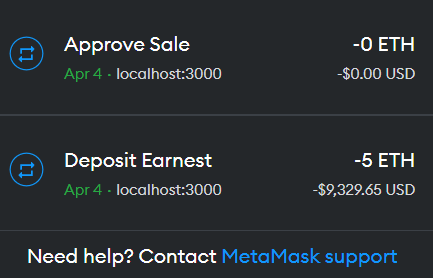 Approve Sale -0 ETH
Apr 4 · localhost:3000 -$0.00 USD
Deposit Earnest -5 ETH
Apr 4 · localhost:3000 -$9,329.65 USD
Need help? Contact MetaMask support